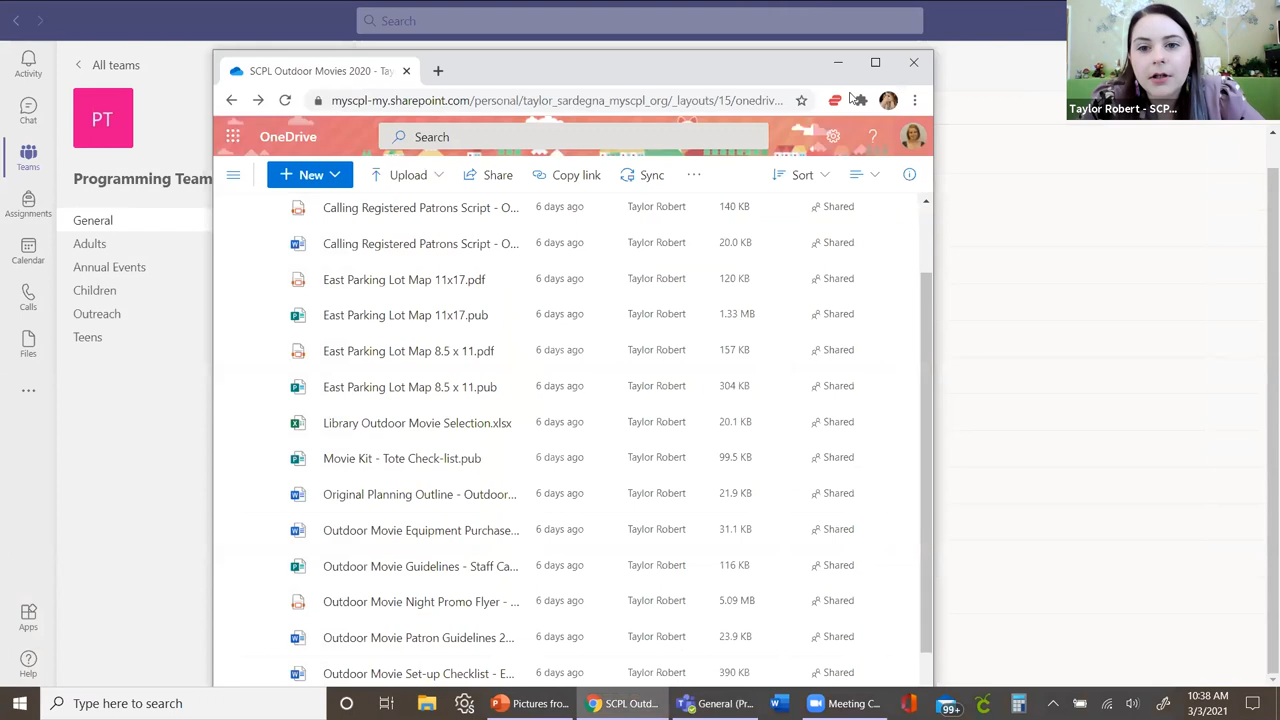 Search
Taylor Robert - SCP...
Activity
Chat
Teams
Assignments
Calendar
Calls
Files
Apps
Help
All teams
PT
Programming Team
General
Adults
Annual Events
Children
Outreach
Teens
SCPL Outdoor Movies 2020 - Tay
myscpl-my.sharepoint.com/personal/taylor_sardegna_myscpl_org/_layouts/15/onedriv...
OneDrive Search
New Upload Share Copy link Sync Sort
Calling Registered Patrons Script - O... 6 days ago Taylor Robert 140 KB Shared
Calling Registered Patrons Script - O... 6 days ago Taylor Robert 20.0 KB Shared
East Parking Lot Map 11x17.pdf 6 days ago Taylor Robert 120 KB Shared
East Parking Lot Map 11x17.pub 6 days ago Taylor Robert 1.33 MB Shared
East Parking Lot Map 8.5 x 11.pdf 6 days ago Taylor Robert 157 KB Shared
East Parking Lot Map 8.5 x 11.pub 6 days ago Taylor Robert 304 KB Shared
Library Outdoor Movie Selection.xlsx 6 days ago Taylor Robert 20.1 KB Shared
Movie Kit - Tote Check-list.pub 6 days ago Taylor Robert 99.5 KB Shared
Original Planning Outline - Outdoor... 6 days ago Taylor Robert 21.9 KB Shared
Outdoor Movie Equipment Purchase... 6 days ago Taylor Robert 31.1 KB Shared
Outdoor Movie Guidelines - Staff Ca... 6 days ago Taylor Robert 116 KB Shared
Outdoor Movie Night Promo Flyer - ... 6 days ago Taylor Robert 5.09 MB Shared
Outdoor Movie Patron Guidelines 2... 6 days ago Taylor Robert 23.9 KB Shared
Outdoor Movie Set-up Checklist - E... 6 days ago Taylor Robert 390 KB Shared
Type here to search
Pictures fro...
SCPL Outd...
General (Pr...
Meeting C...
99+
10:38 AM
3/3/2021